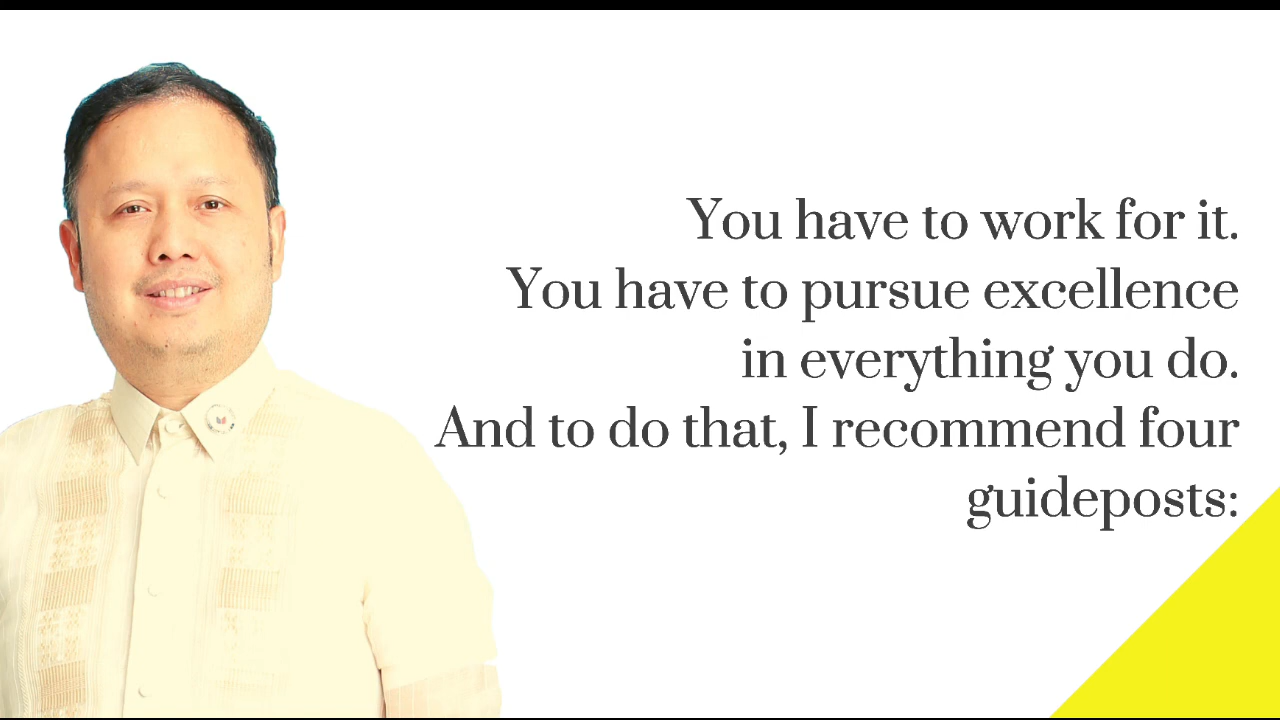 You have to work for it.
You have to pursue excellence
in everything you do.
And to do that, I recommend four
guideposts: